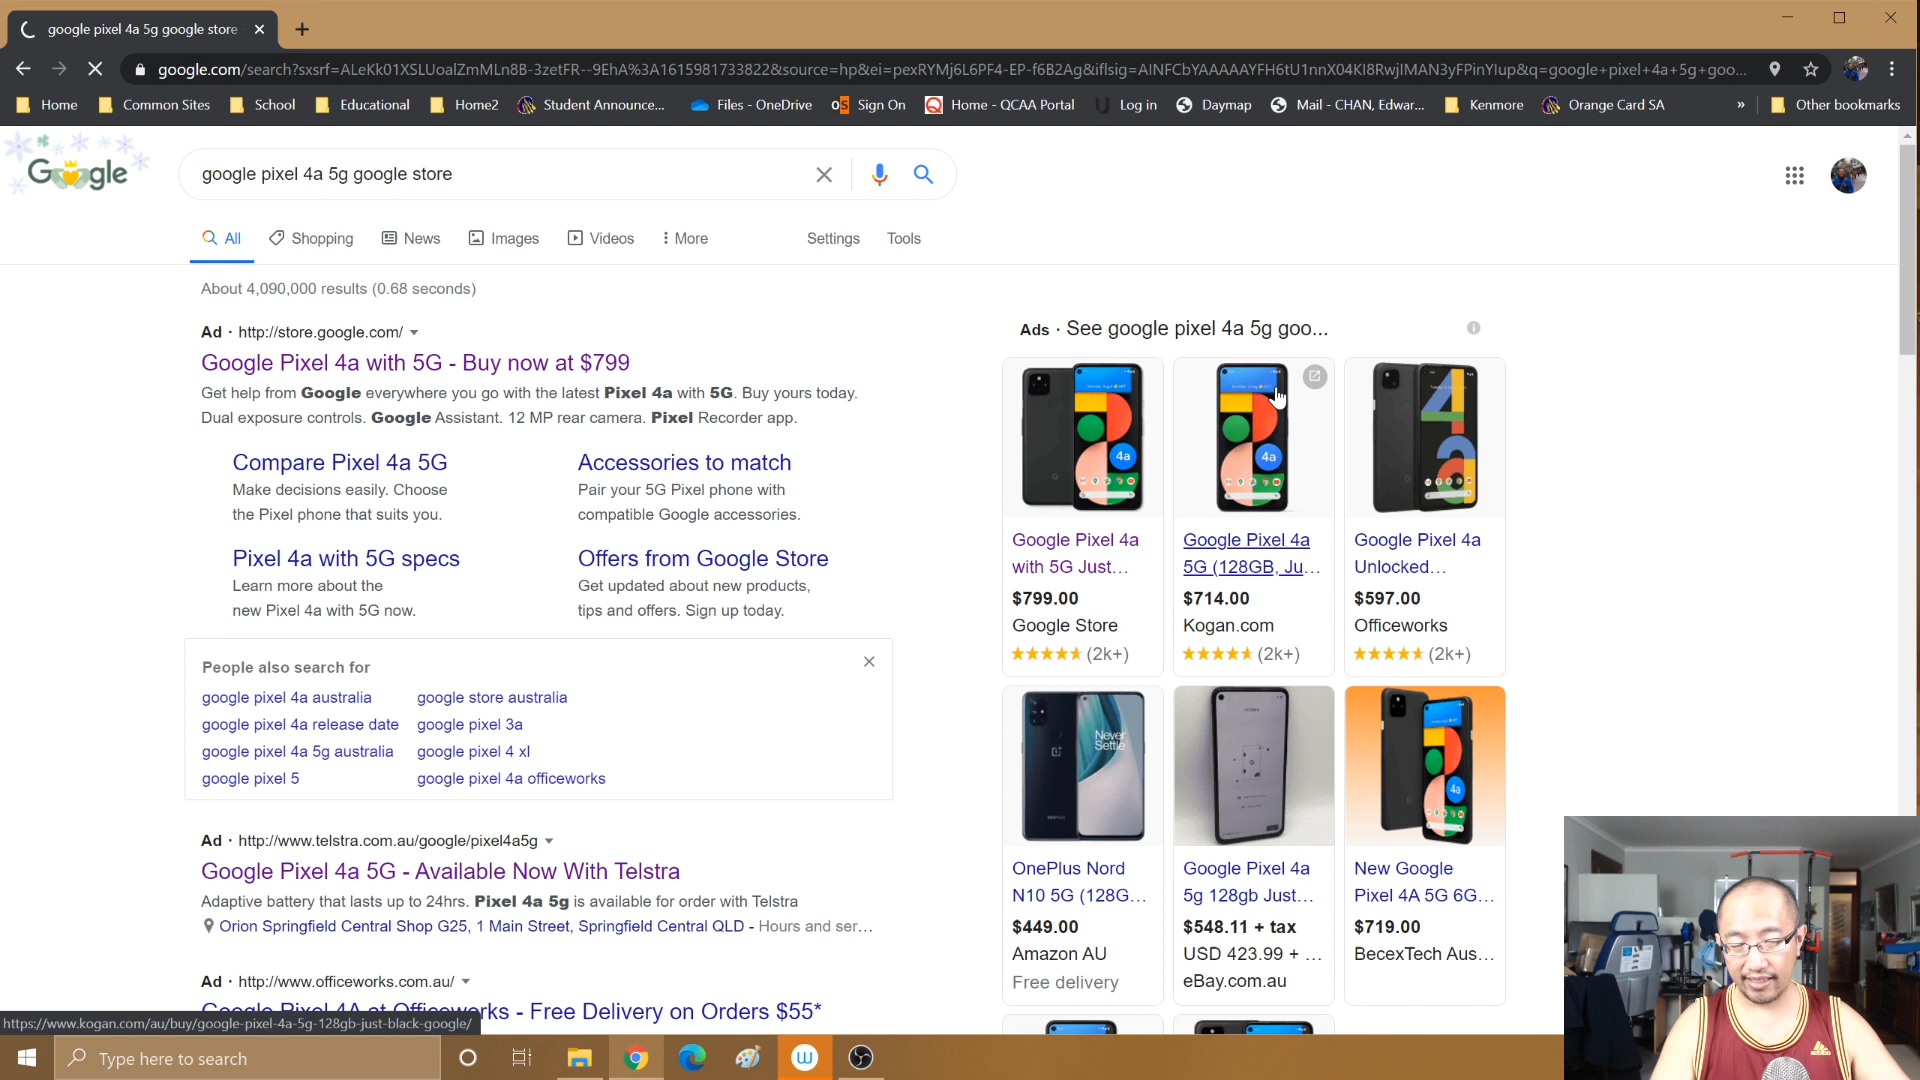 google pixel 4a 5g google store
google.com/search?sxsrf=ALeKk01XSLUoalZmMLn8B-3zetFR--9EhA%3A1615981733822&source=hp&ei=pexRYMj6L6PF4-EP-f6B2Ag&iflsig=AINFCbYAAAAAYFH6tU1nnX04KI8RwjIMAN3yFPinYIup&q=google+pixel+4a+5g+goo...
Home
Common Sites
School
Educational
Home2
Student Announce...
Files - OneDrive
Sign On
Home - QCAA Portal
Log in
Daymap
Mail - CHAN, Edwar...
Kenmore
Orange Card SA
»
Other bookmarks
Google
google pixel 4a 5g google store
All
Shopping
News
Images
Videos
More
Settings
Tools
About 4,090,000 results (0.68 seconds)
Ad · http://store.google.com/
Google Pixel 4a with 5G - Buy now at $799
Get help from Google everywhere you go with the latest Pixel 4a with 5G. Buy yours today.
Dual exposure controls. Google Assistant. 12 MP rear camera. Pixel Recorder app.
Compare Pixel 4a 5G
Make decisions easily. Choose
the Pixel phone that suits you.
Accessories to match
Pair your 5G Pixel phone with
compatible Google accessories.
Pixel 4a with 5G specs
Learn more about the
new Pixel 4a with 5G now.
Offers from Google Store
Get updated about new products,
tips and offers. Sign up today.
People also search for
google pixel 4a australia
google store australia
google pixel 4a release date
google pixel 3a
google pixel 4a 5g australia
google pixel 4 xl
google pixel 5
google pixel 4a officeworks
Ad · http://www.telstra.com.au/google/pixel4a5g
Google Pixel 4a 5G - Available Now With Telstra
Adaptive battery that lasts up to 24hrs. Pixel 4a 5g is available for order with Telstra
Orion Springfield Central Shop G25, 1 Main Street, Springfield Central QLD - Hours and ser...
Ad · http://www.officeworks.com.au/
Google Pixel 4A at Officeworks - Free Delivery on Orders $55*
https://www.kogan.com/au/buy/google-pixel-4a-5g-128gb-just-black-google/
Ads · See google pixel 4a 5g goo...
4a
Google Pixel 4a
with 5G Just...
$799.00
Google Store
(2k+)
4a
Google Pixel 4a
5G (128GB, Ju...
$714.00
Kogan.com
(2k+)
Google Pixel 4a
Unlocked...
$597.00
Officeworks
(2k+)
Never
Settle
OnePlus Nord
N10 5G (128G...
$449.00
Amazon AU
Free delivery
Google Pixel 4a
5g 128gb Just...
$548.11 + tax
USD 423.99 + ...
eBay.com.au
4a
New Google
Pixel 4A 5G 6G...
$719.00
BecexTech Aus...
Type here to search